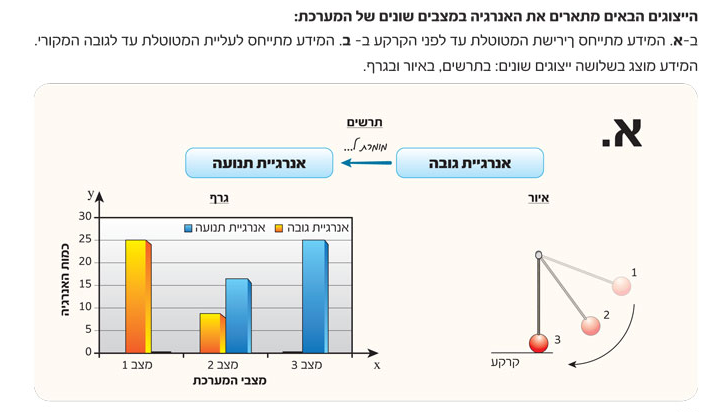 הייצוגים הבאים מתארים את האנרגיה במצבים שונים של המערכת:
ב-א. המידע מתייחס ןירישת המטוטלת עד לפני הקרקע ב- ב. המידע מתייחס לעליית המטוטלת עד לגובה המקורי.
המידע מוצג בשלושה ייצוגים שונים: בתרשים, באיור ובגרף.
א.
תרשים
אנרגיית גובה
מומרת ל...
אנרגיית תנועה
איור
1
2
3
קרקע
גרף
y
כמות האנרגיה
אנרגיית גובה
אנרגיית תנועה
30
25
20
15
10
5
0
מצב 1
מצב 2
מצב 3
x
מצבי המערכת